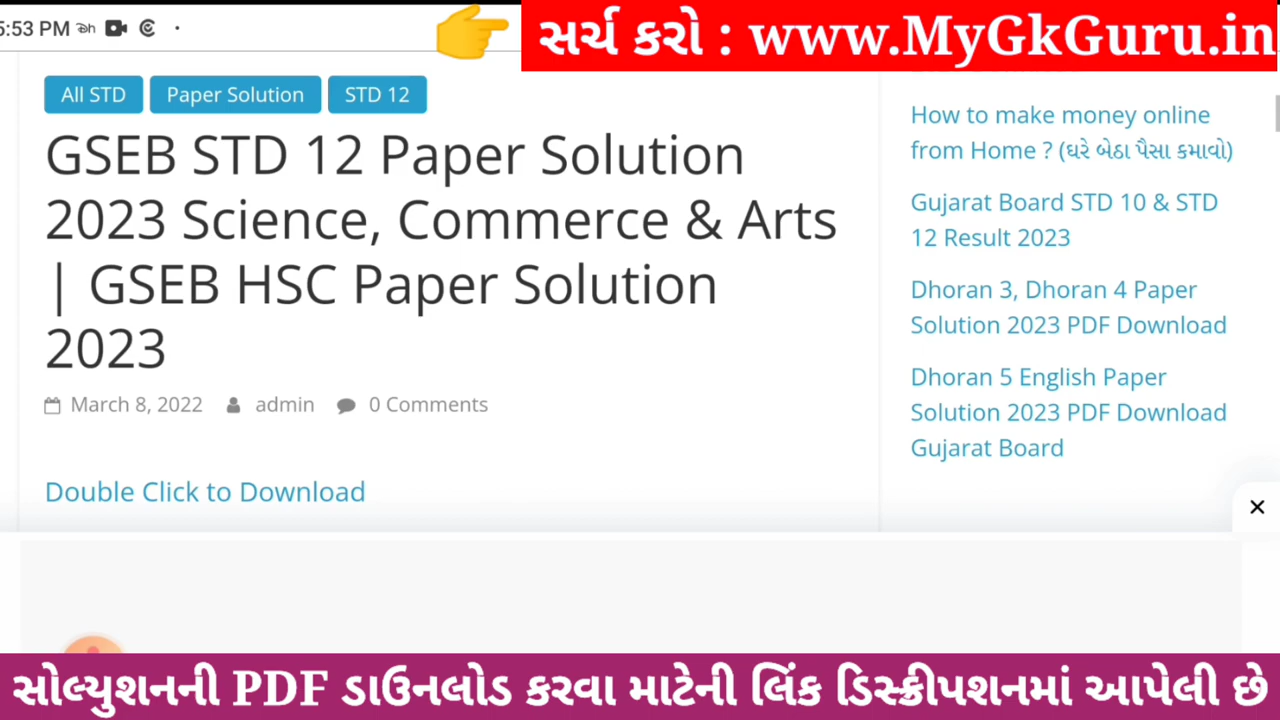 5:53 PM
સર્ચ કરો : www.MyGkGuru.in
All STD
Paper Solution
STD 12
GSEB STD 12 Paper Solution
2023 Science, Commerce & Arts
| GSEB HSC Paper Solution
2023
March 8, 2022
admin
0 Comments
Double Click to Download
How to make money online
from Home ? (ઘરે બેઠા પૈસા કમાવો)
Gujarat Board STD 10 & STD
12 Result 2023
Dhoran 3, Dhoran 4 Paper
Solution 2023 PDF Download
Dhoran 5 English Paper
Solution 2023 PDF Download
Gujarat Board
સોલ્યુશનની PDF ડાઉનલોડ કરવા માટેની લિંક ડિસ્ક્રીપશનમાં આપેલી છે